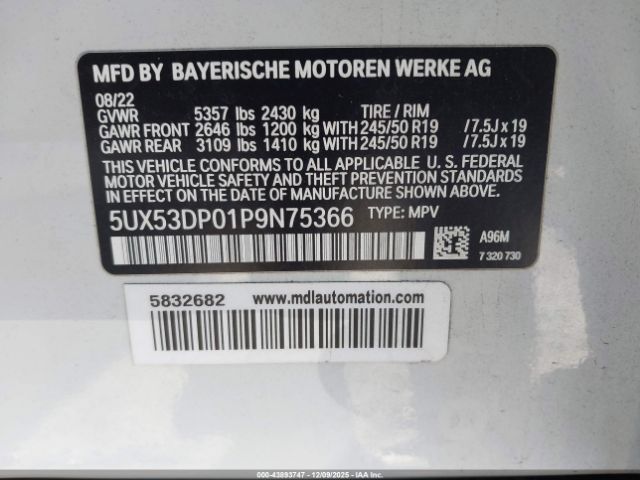 MFD BY BAYERISCHE MOTOREN WERKE AG
08/22
GVWR 5357 lbs 2430 kg TIRE / RIM
GAWR FRONT 2646 lbs 1200 kg WITH 245/50 R19 / 7.5J x 19
GAWR REAR 3109 lbs 1410 kg WITH 245/50 R19 / 7.5J x 19
THIS VEHICLE CONFORMS TO ALL APPLICABLE U. S. FEDERAL
MOTOR VEHICLE SAFETY, BUMPER, AND THEFT PREVENTION
STANDARDS IN EFFECT ON THE DATE OF MANUFACTURE SHOWN ABOVE.
5UX53DP01P9N75366 TYPE: MPV
A96M
7 320 730
5832682 www.mdlautomation.com
000-43893747 - 12/09/2025 - IAA Inc.